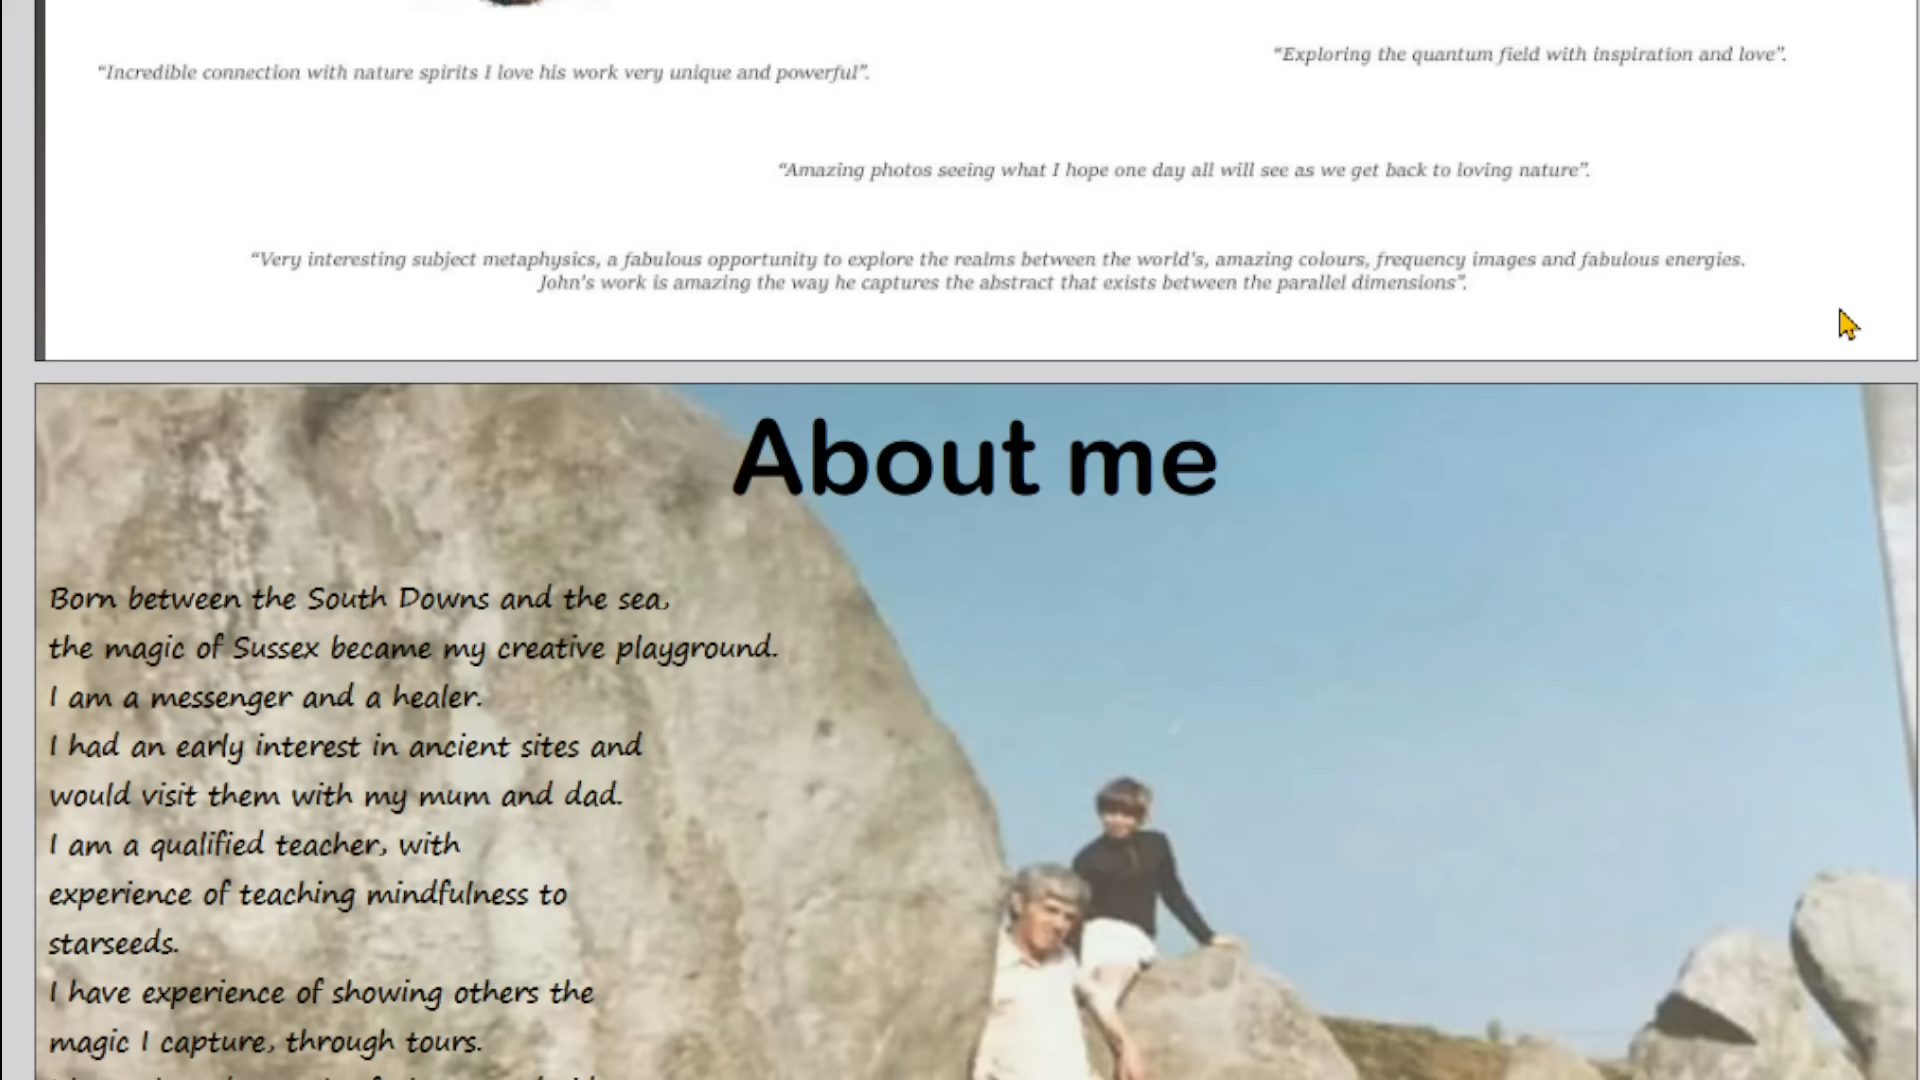 “Incredible connection with nature spirits I love his work very unique and powerful”.
“Exploring the quantum field with inspiration and love”.
“Amazing photos seeing what I hope one day all will see as we get back to loving nature”.
“Very interesting subject metaphysics, a fabulous opportunity to explore the realms between the world's, amazing colours, frequency images and fabulous energies.
John's work is amazing the way he captures the abstract that exists between the parallel dimensions”.
About me
Born between the South Downs and the sea,
the magic of Sussex became my creative playground.
I am a messenger and a healer.
I had an early interest in ancient sites and
would visit them with my mum and dad.
I am a qualified teacher, with
experience of teaching mindfulness to
starseeds.
I have experience of showing others the
magic I capture, through tours.